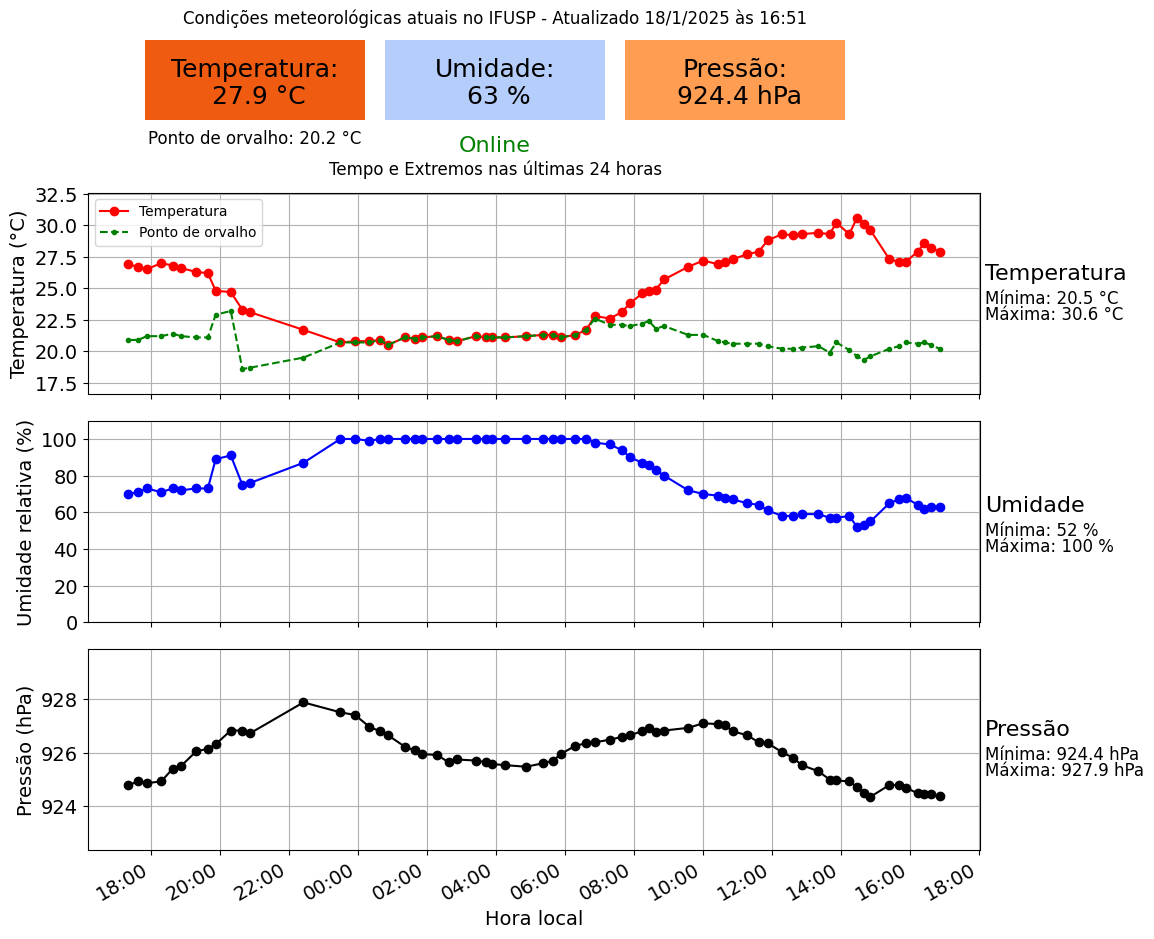 Condições meteorológicas atuais no IFUSP - Atualizado 18/1/2025 às 16:51
Temperatura:
27.9 °C
Umidade:
63 %
Pressão:
924.4 hPa
Ponto de orvalho: 20.2 °C
Online
Tempo e Extremos nas últimas 24 horas
Temperatura (°C)
32.5
30.0
27.5
25.0
22.5
20.0
17.5
Temperatura
Ponto de orvalho
Temperatura
Mínima: 20.5 °C
Máxima: 30.6 °C
Umidade relativa (%)
100
80
60
40
20
0
Umidade
Mínima: 52 %
Máxima: 100 %
Pressão (hPa)
928
926
924
Pressão
Mínima: 924.4 hPa
Máxima: 927.9 hPa
18:00 20:00 22:00 00:00 02:00 04:00 06:00 08:00 10:00 12:00 14:00 16:00 18:00
Hora local